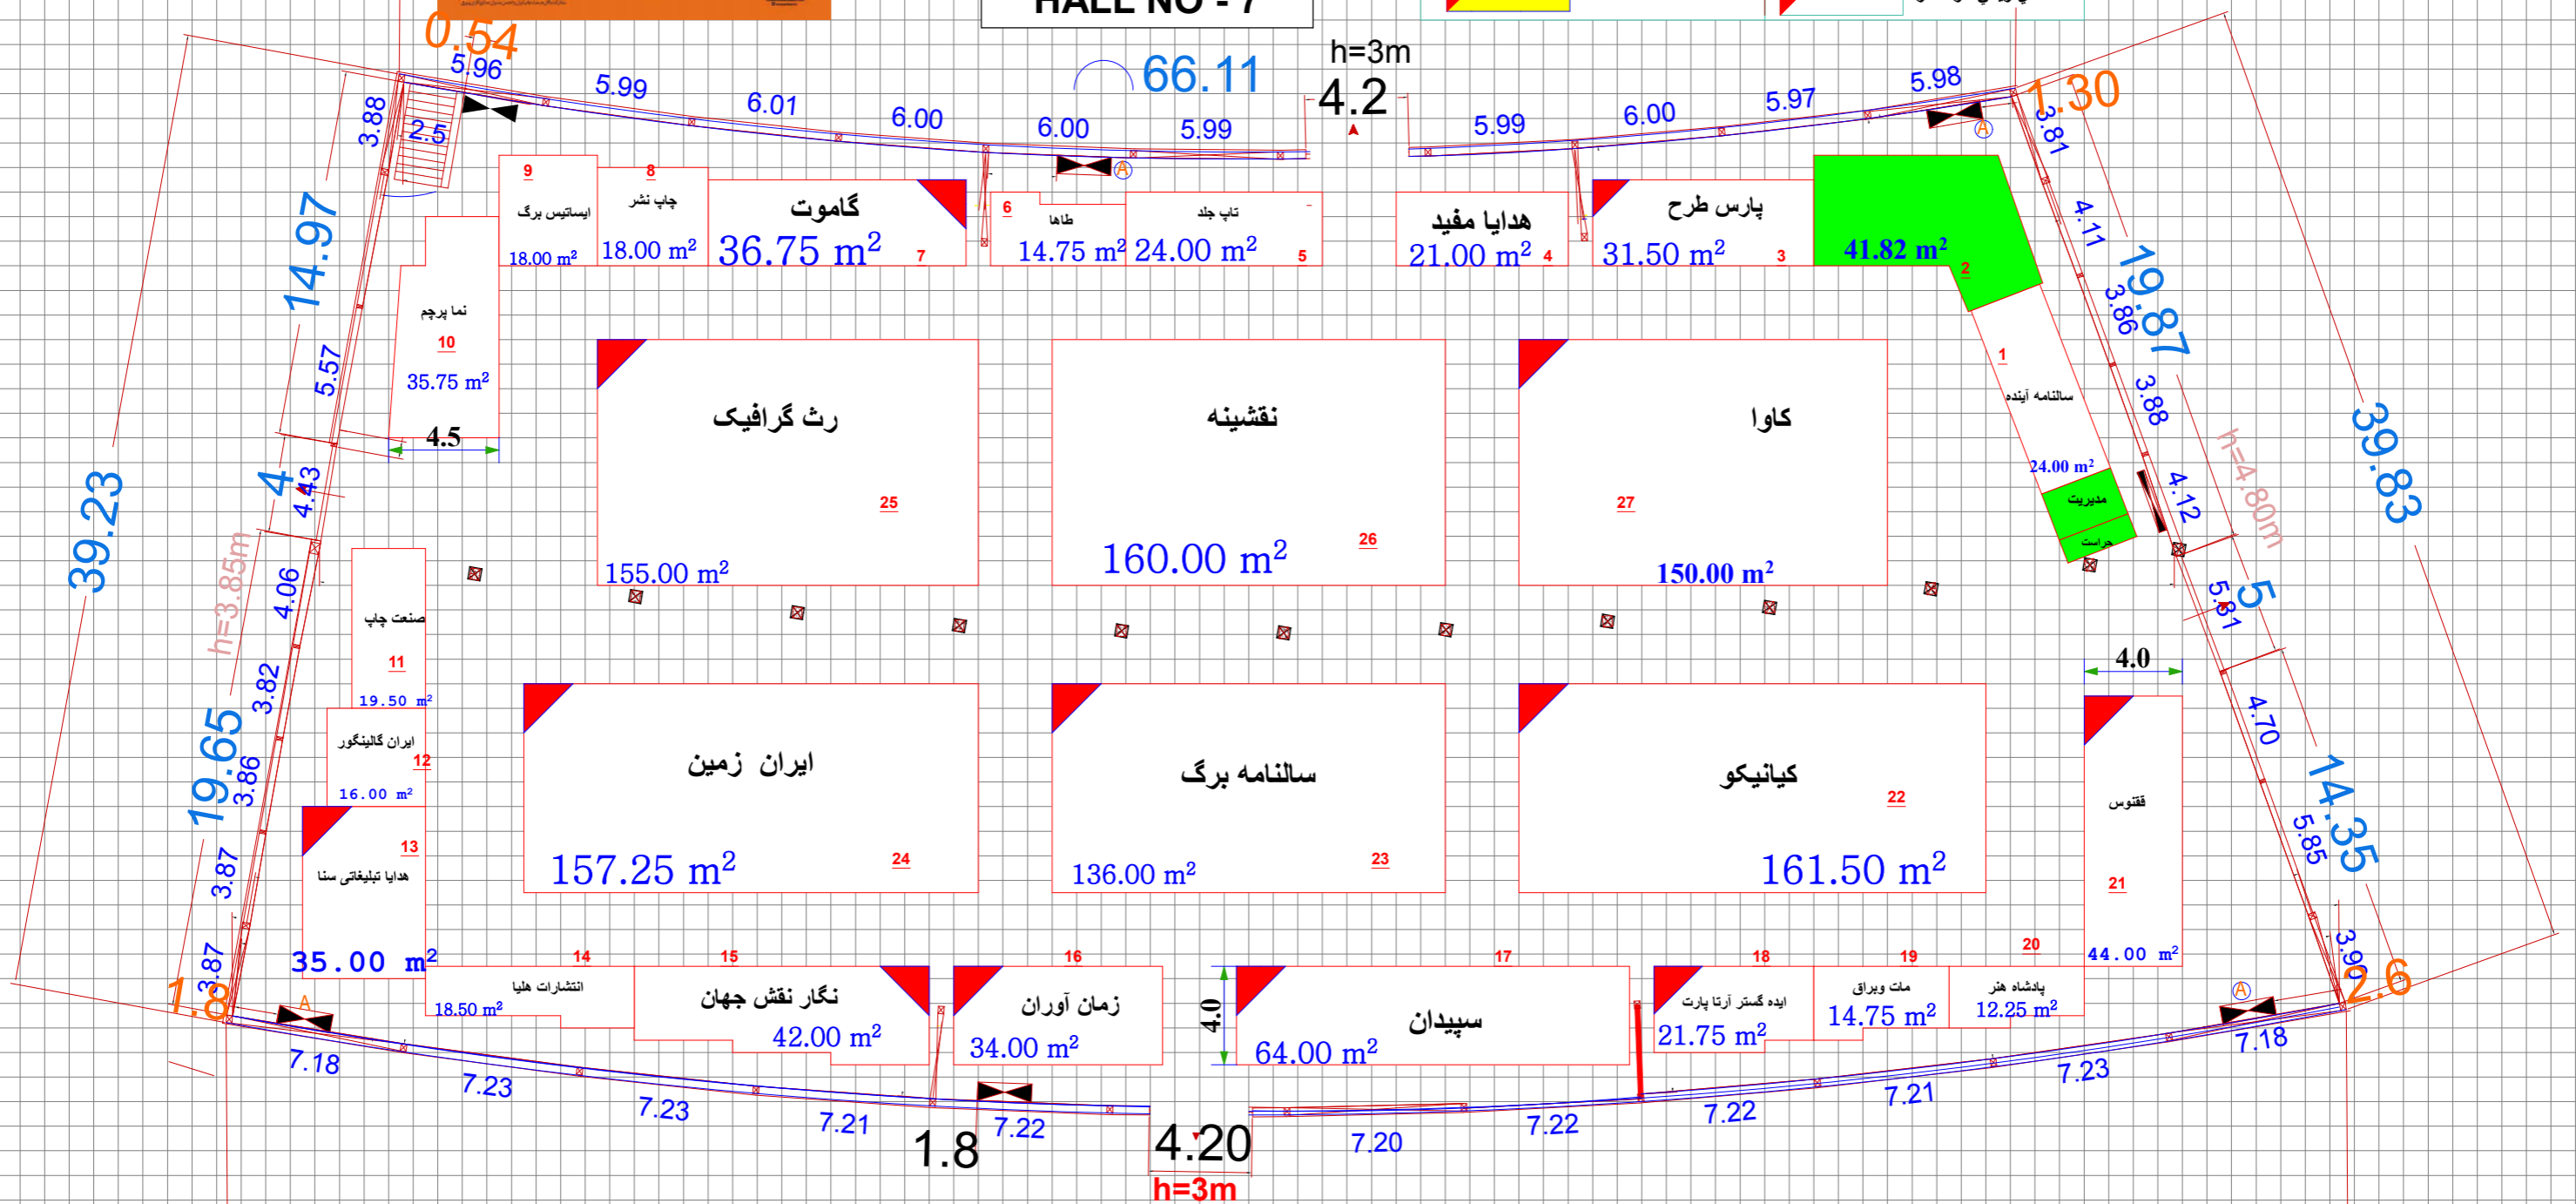 HALL NO - 7
0.54
5.96
5.99
6.01
6.00
6.00
5.99
66.11
h=3m
4.2
5.99
6.00
5.97
5.98
1.30
3.88
2.5
3.81
9
ایساتیس برگ
18.00 m²
8
چاپ نشر
18.00 m²
گاموت
36.75 m²
7
6
طاها
14.75 m²
تاپ جلد
24.00 m²
5
هدایا مفید
21.00 m²
4
پارس طرح
31.50 m²
3
41.82 m²
2
4.11
14.97
19.87
3.86
نما پرچم
10
35.75 m²
4.5
5.57
رث گرافیک
25
155.00 m²
نقشینه
26
160.00 m²
کاوا
27
150.00 m²
1
سالنامه آینده
24.00 m²
مدیریت
حراست
3.88
4.12
39.83
h=4.80m
39.23
4
4.43
h=3.85m
4.06
5
5.81
صنعت چاپ
11
19.50 m²
3.82
ایران گالینگور
12
16.00 m²
19.65
3.86
13
هدایا تبلیغاتی سنا
35.00 m²
3.87
3.87
1.8
A
ایران زمین
157.25 m²
24
سالنامه برگ
136.00 m²
23
کیانیکو
22
161.50 m²
4.0
ققنوس
21
44.00 m²
4.70
14.35
5.85
3.90
2.6
14
انتشارات هلیا
18.50 m²
15
نگار نقش جهان
42.00 m²
16
زمان آوران
34.00 m²
4.0
17
سپیدان
64.00 m²
18
ایده گستر آرتا پارت
21.75 m²
19
مات ویراق
14.75 m²
20
پادشاه هنر
12.25 m²
A
A
A
7.18
7.23
7.23
7.21
1.8
7.22
4.20
h=3m
7.20
7.22
7.22
7.21
7.23
7.18